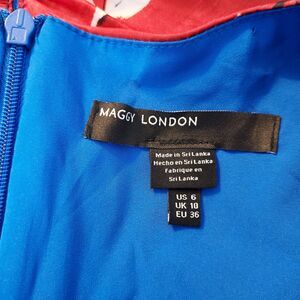 MAGGY LONDON
Made in Sri Lanka
Hecho en Sri Lanka
Fabrique en
Sri Lanka
US 6
UK 10
EU 36